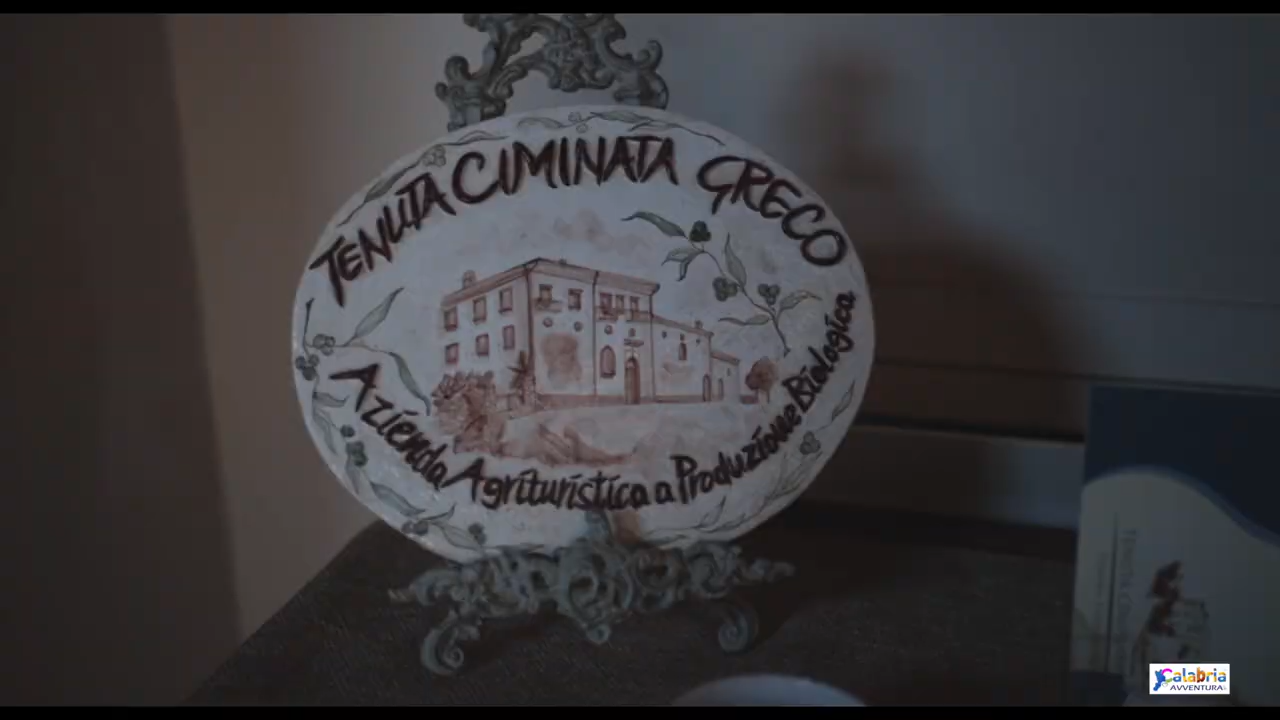 TENUTA CIMINATA GRECO
Azienda Agrituristica a Produzione Biologica
Calabria
AVVENTURA